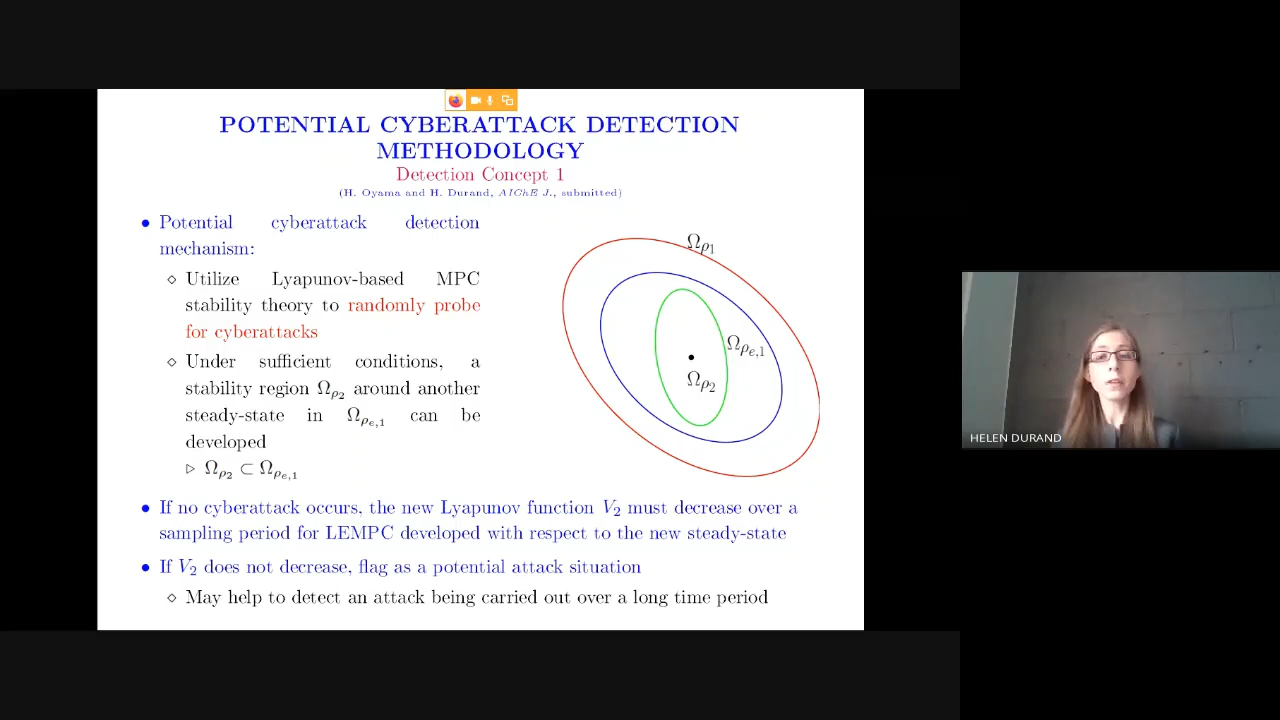 POTENTIAL CYBERATTACK DETECTION
METHODOLOGY
Detection Concept 1
(H. Oyama and H. Durand, AIChE J., submitted)
• Potential cyberattack detection
mechanism:
⋄ Utilize Lyapunov-based MPC
stability theory to randomly probe
for cyberattacks
⋄ Under sufficient conditions, a
stability region Ω_ρ₂ around another
steady-state in Ω_ρₑ,₁ can be
developed
▷ Ω_ρ₂ ⊂ Ω_ρₑ,₁
Ω_ρ₁
Ω_ρₑ,₁
Ω_ρ₂
• If no cyberattack occurs, the new Lyapunov function V₂ must decrease over a
sampling period for LEMPC developed with respect to the new steady-state
• If V₂ does not decrease, flag as a potential attack situation
⋄ May help to detect an attack being carried out over a long time period
HELEN DURAND